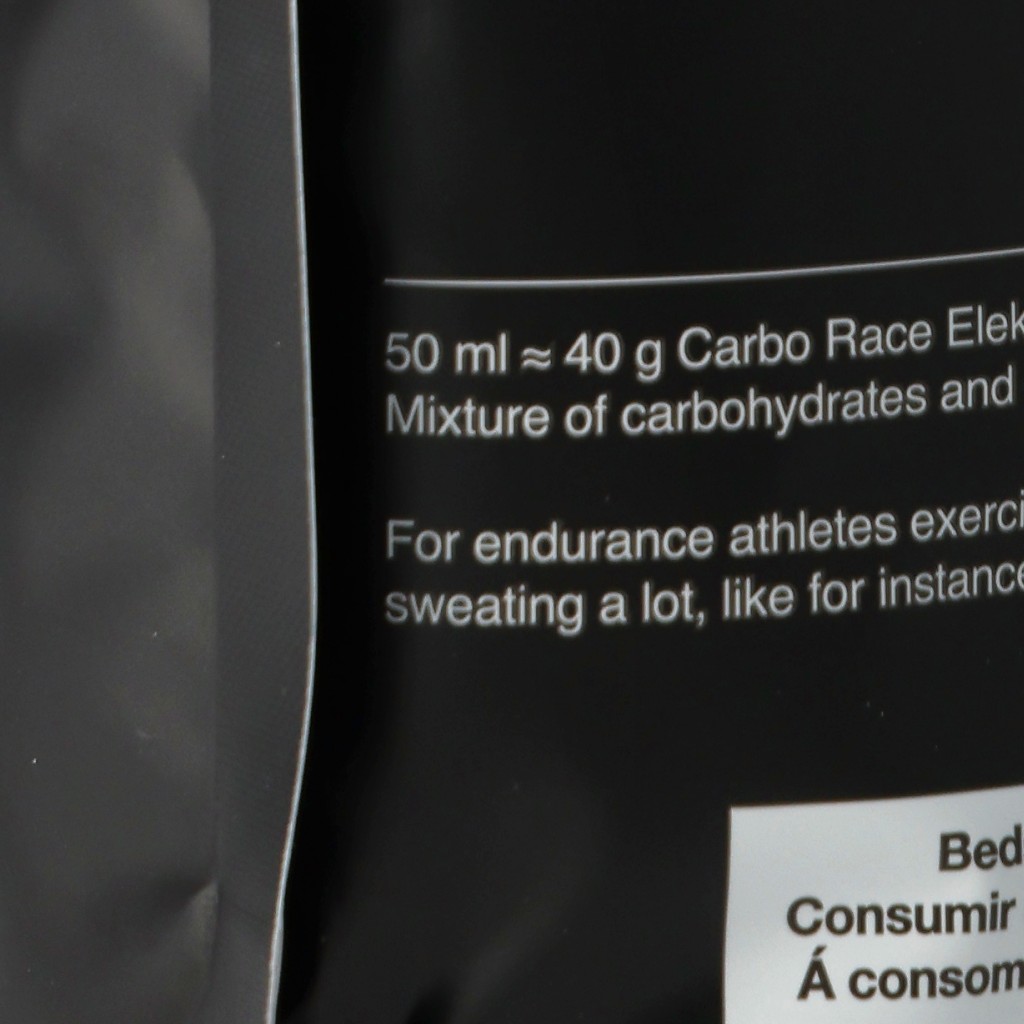 50 ml ≈ 40 g Carbo Race Elek
Mixture of carbohydrates and
For endurance athletes exerci
sweating a lot, like for instance
Bed
Consumir
Á consom